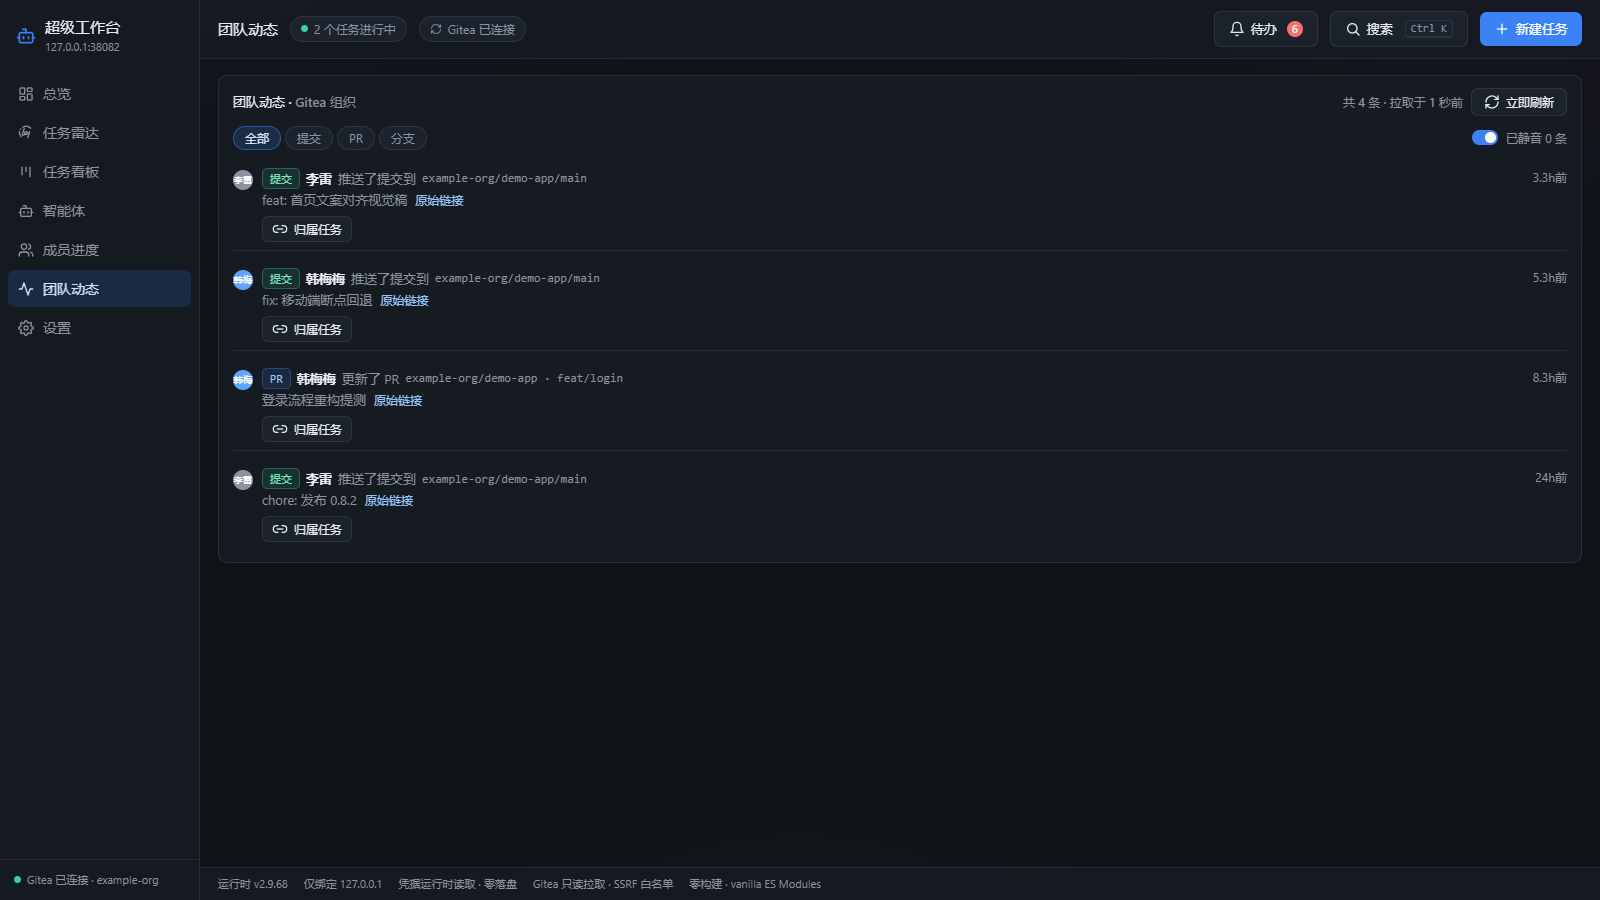 超级工作台
127.0.0.1:38082
总览
任务雷达
任务看板
智能体
成员进度
团队动态
设置
Gitea 已连接 · example-org
团队动态
2 个任务进行中
Gitea 已连接
待办 6
搜索 Ctrl K
新建任务
团队动态 · Gitea 组织
共 4 条 · 拉取于 1 秒前
立即刷新
全部 提交 PR 分支
已静音 0 条
李雷 提交 李雷 推送了提交到 example-org/demo-app/main 3.3h前
feat: 首页文案对齐视觉稿 原始链接
归属任务
韩梅 提交 韩梅梅 推送了提交到 example-org/demo-app/main 5.3h前
fix: 移动端断点回退 原始链接
归属任务
韩梅 PR 韩梅梅 更新了 PR example-org/demo-app · feat/login 8.3h前
登录流程重构提测 原始链接
归属任务
李雷 提交 李雷 推送了提交到 example-org/demo-app/main 24h前
chore: 发布 0.8.2 原始链接
归属任务
运行时 v2.9.68 仅绑定 127.0.0.1 凭据运行时读取 · 零落盘 Gitea 只读拉取 · SSRF 白名单 零构建 · vanilla ES Modules